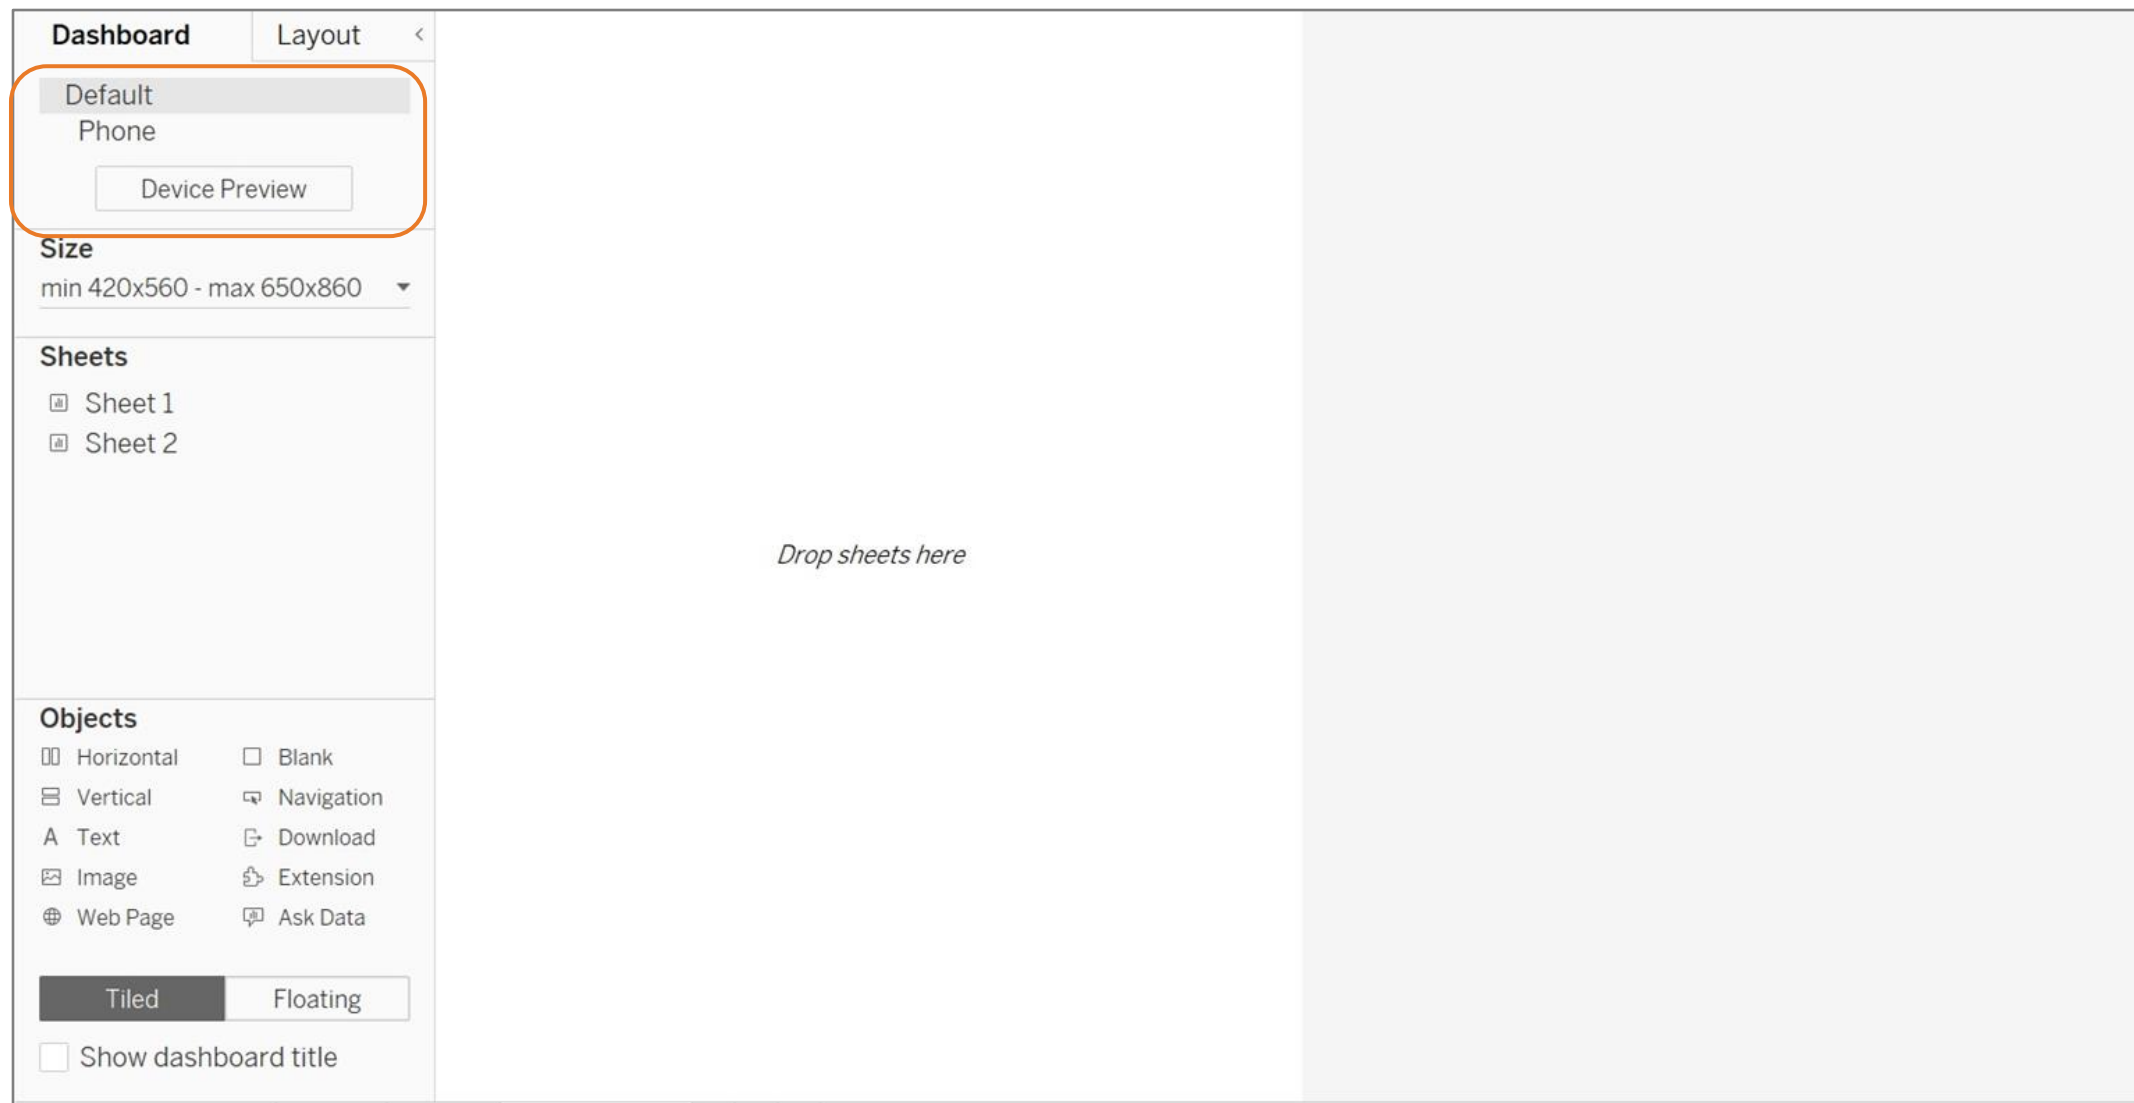 Dashboard Layout <
Default
Phone
Device Preview
Size
min 420x560 - max 650x860
Sheets
Sheet 1
Sheet 2
Drop sheets here
Objects
Horizontal Blank
Vertical Navigation
A Text Download
Image Extension
Web Page Ask Data
Tiled Floating
Show dashboard title